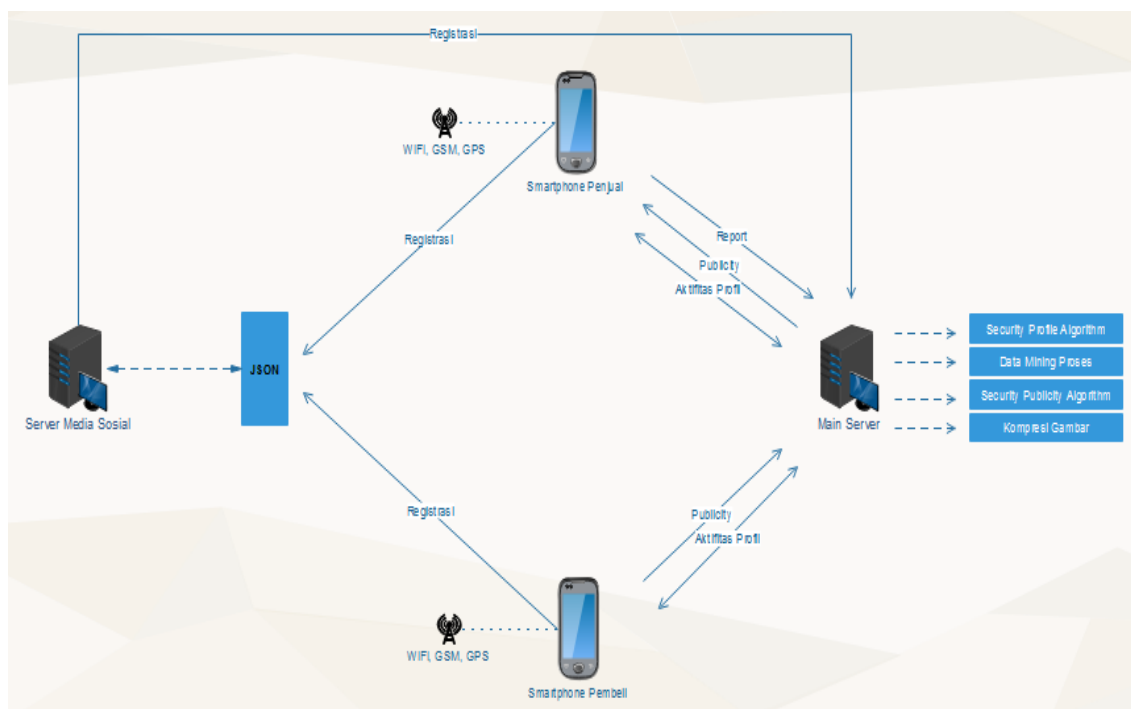 Registrasi
WIFI, GSM, GPS
Smartphone Penjual
Registrasi
Report
Publicity
Aktifitas Profil
JSON
Server Media Sosial
Main Server
Security Profile Algorithm
Data Mining Proses
Security Publicity Algorithm
Kompresi Gambar
Registrasi
Publicity
Aktifitas Profil
WIFI, GSM, GPS
Smartphone Pembeli